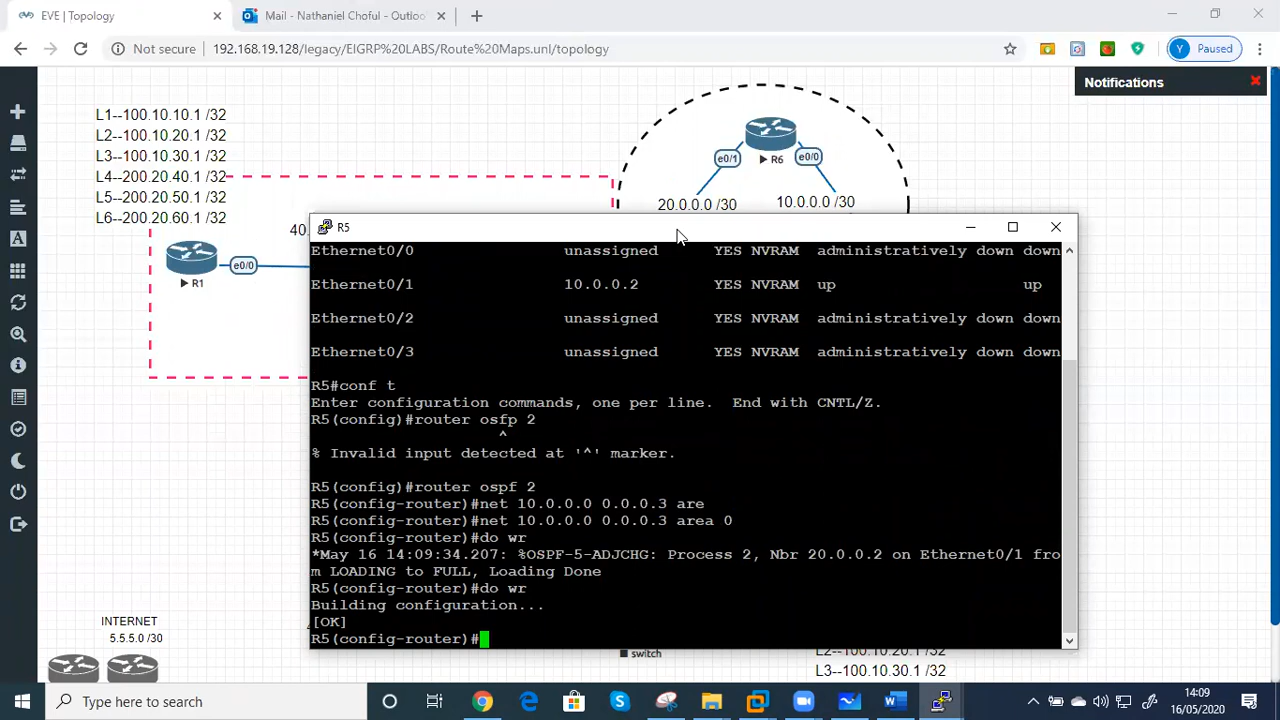 EVE | Topology
Mail - Nathaniel Choful - Outloo
Not secure
192.168.19.128/legacy/EIGRP%20LABS/Route%20Maps.unl/topology
Y
Paused
Notifications
L1--100.10.10.1 /32
L2--100.10.20.1 /32
L3--100.10.30.1 /32
L4--200.20.40.1/32
L5--200.20.50.1/32
L6--200.20.60.1 /32
e0/1
R6
e0/0
20.0.0.0 /30
10.0.0.0 /30
40.
e0/0
R1
R5
Ethernet0/0 unassigned YES NVRAM administratively down down
Ethernet0/1 10.0.0.2 YES NVRAM up up
Ethernet0/2 unassigned YES NVRAM administratively down down
Ethernet0/3 unassigned YES NVRAM administratively down down
R5#conf t
Enter configuration commands, one per line. End with CNTL/Z.
R5(config)#router osfp 2
^
% Invalid input detected at '^' marker.
R5(config)#router ospf 2
R5(config-router)#net 10.0.0.0 0.0.0.3 are
R5(config-router)#net 10.0.0.0 0.0.0.3 area 0
R5(config-router)#do wr
*May 16 14:09:34.207: %OSPF-5-ADJCHG: Process 2, Nbr 20.0.0.2 on Ethernet0/1 fro
m LOADING to FULL, Loading Done
R5(config-router)#do wr
Building configuration...
[OK]
R5(config-router)#
INTERNET
5.5.5.0 /30
switch
L2--100.10.20.1 /32
L3--100.10.30.1 /32
Type here to search
14:09
16/05/2020